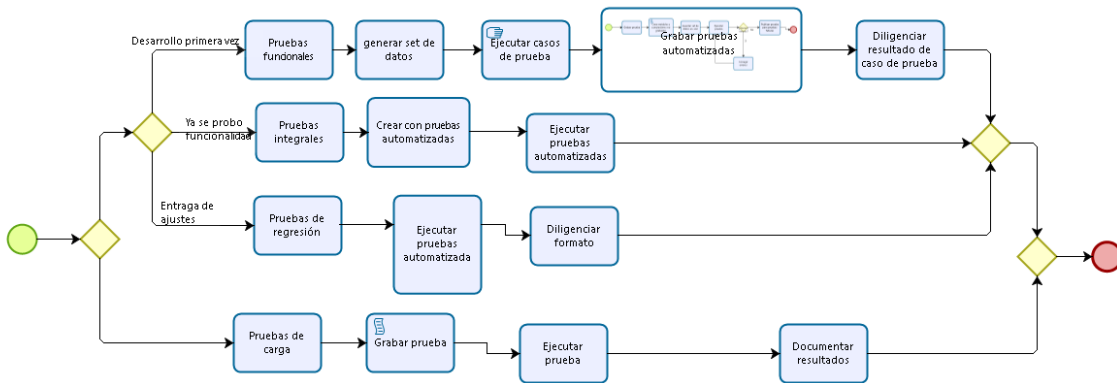 Desarrollo primera vez
Pruebas
funcionales
generar set de
datos
Ejecutar casos
de prueba
Grabar pruebas
automatizadas
Diligenciar
resultado de
caso de prueba
Ya se probo
funcionalidad
Pruebas
integrales
Crear con pruebas
automatizadas
Ejecutar
pruebas
automatizadas
Entraga de
ajustes
Pruebas de
regresión
Ejecutar
pruebas
automatizada
Diligenciar
formato
Pruebas de
carga
Grabar prueba
Ejecutar
prueba
Documentar
resultados